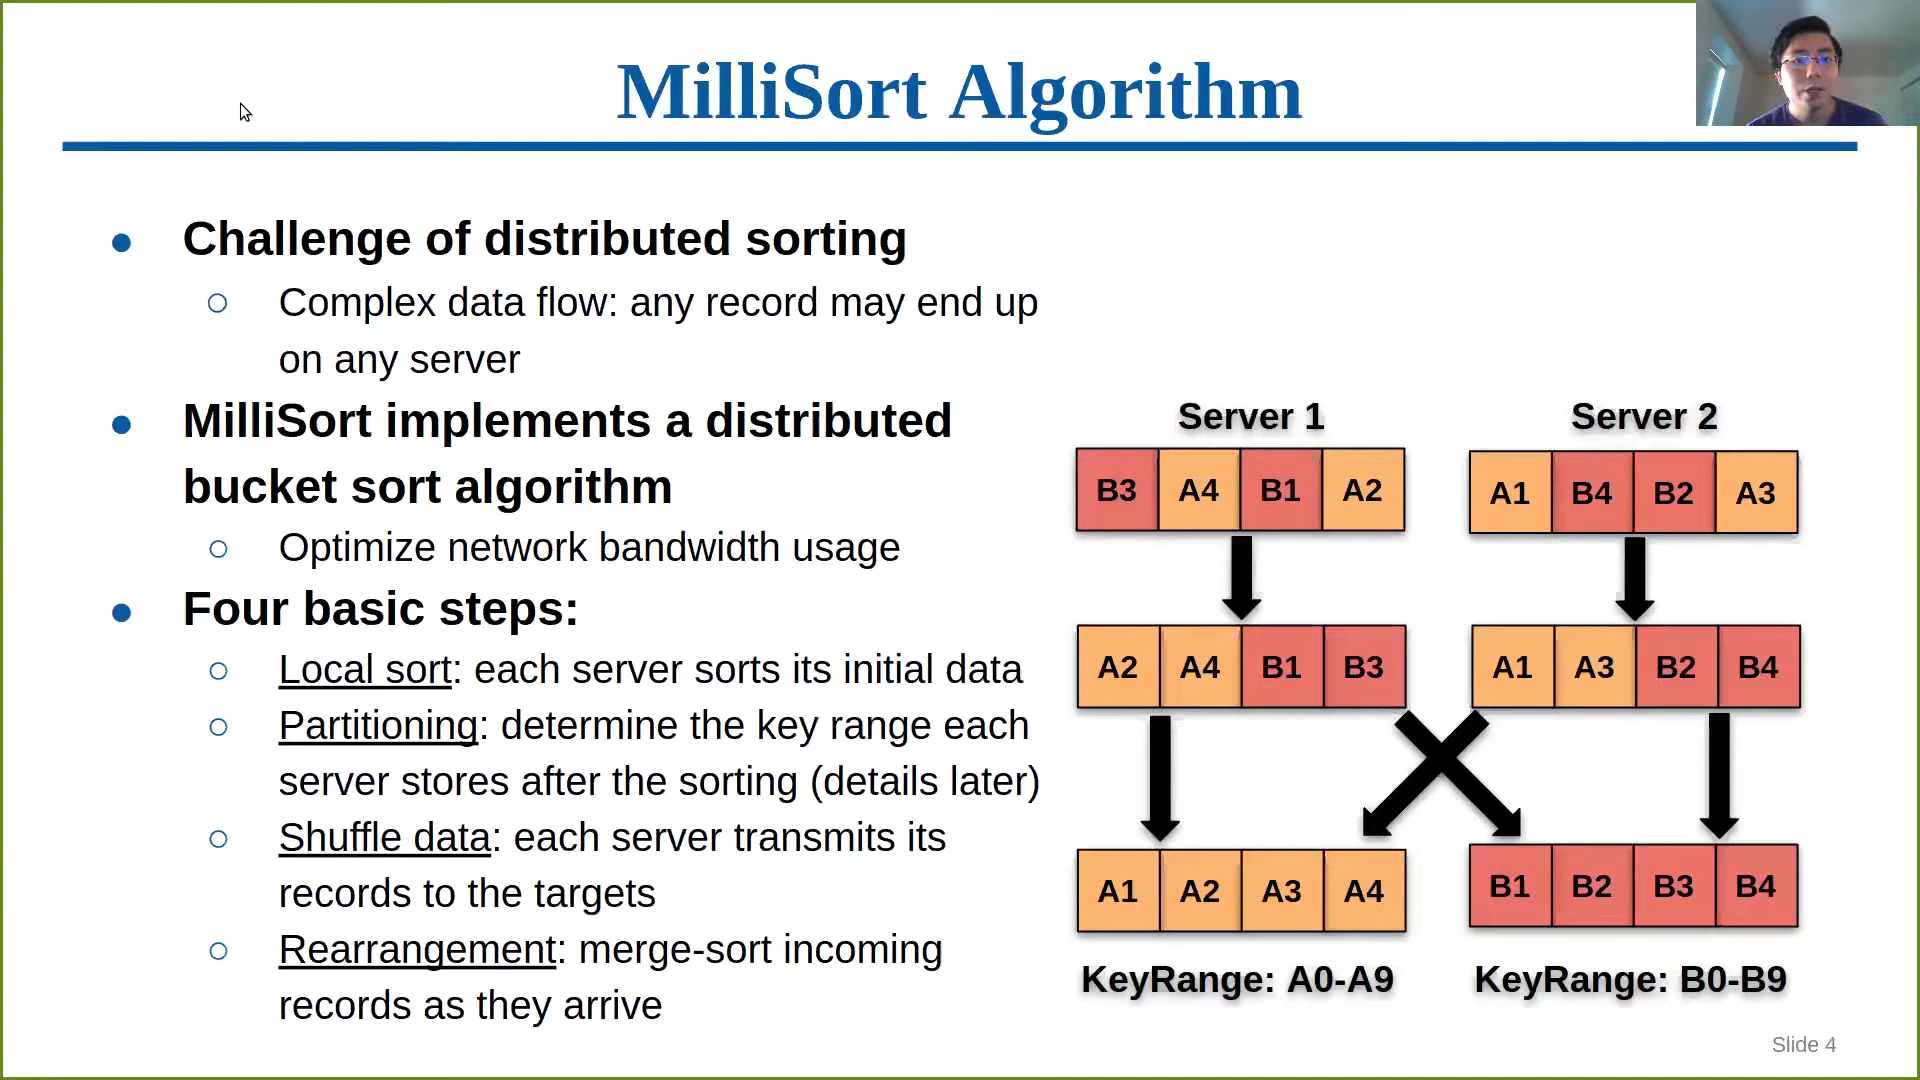 MilliSort Algorithm
Challenge of distributed sorting
Complex data flow: any record may end up
on any server
MilliSort implements a distributed
bucket sort algorithm
Optimize network bandwidth usage
Four basic steps:
Local sort: each server sorts its initial data
Partitioning: determine the key range each
server stores after the sorting (details later)
Shuffle data: each server transmits its
records to the targets
Rearrangement: merge-sort incoming
records as they arrive
Server 1
Server 2
B3 A4 B1 A2
A1 B4 B2 A3
A2 A4 B1 B3
A1 A3 B2 B4
A1 A2 A3 A4
B1 B2 B3 B4
KeyRange: A0-A9
KeyRange: B0-B9
Slide 4